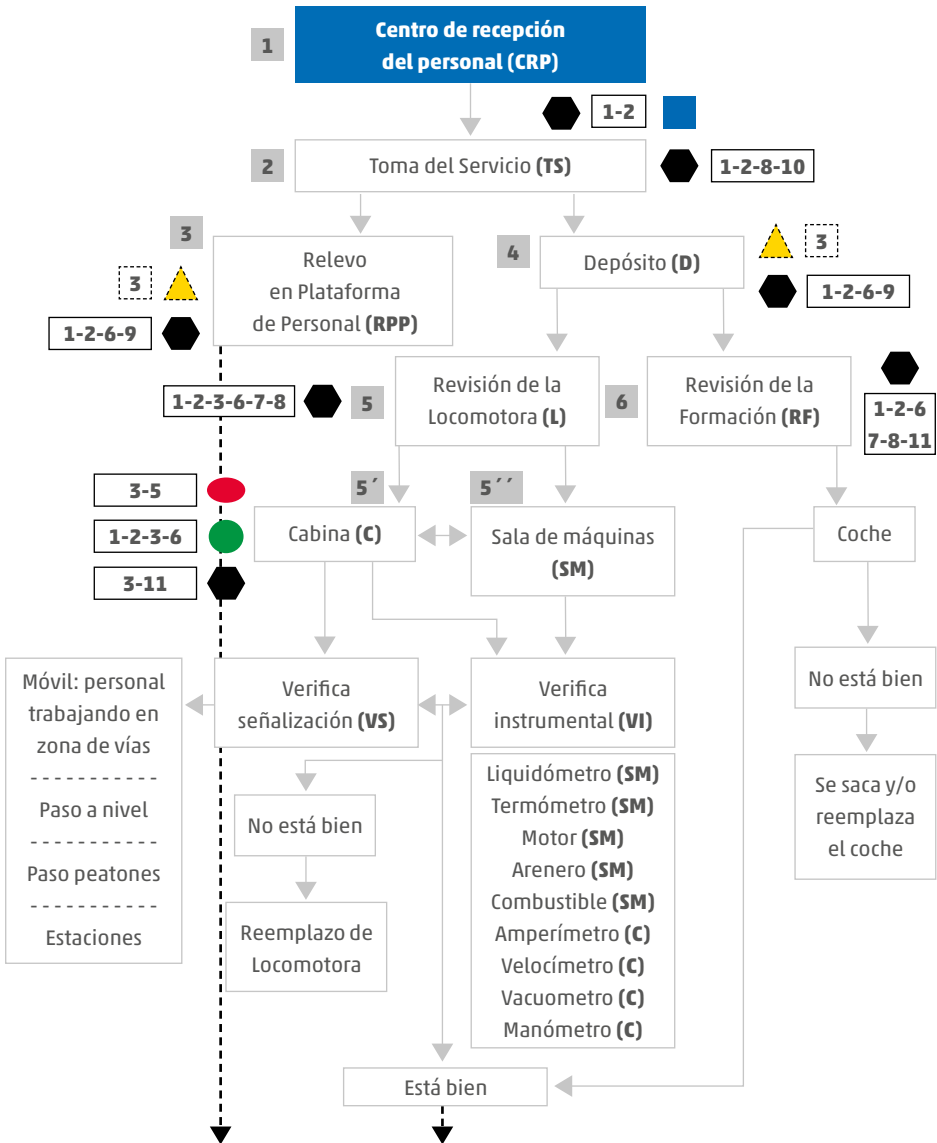 1
Centro de recepción
del personal (CRP)
1-2
2
Toma del Servicio (TS)
1-2-8-10
3
Relevo
en Plataforma
de Personal (RPP)
3
1-2-6-9
4
Depósito (D)
3
1-2-6-9
1-2-3-6-7-8
5
Revisión de la
Locomotora (L)
6
Revisión de la
Formación (RF)
1-2-6
7-8-11
3-5
1-2-3-6
3-11
5´
Cabina (C)
5´´
Sala de máquinas
(SM)
Coche
Móvil: personal
trabajando en
zona de vías
- - - - - - - - - - -
Paso a nivel
- - - - - - - - - - -
Paso peatones
- - - - - - - - - - -
Estaciones
Verifica
señalización (VS)
Verifica
instrumental (VI)
No está bien
Se saca y/o
reemplaza
el coche
No está bien
Reemplazo de
Locomotora
Liquidómetro (SM)
Termómetro (SM)
Motor (SM)
Arenero (SM)
Combustible (SM)
Amperímetro (C)
Velocímetro (C)
Vacuometro (C)
Manómetro (C)
Está bien